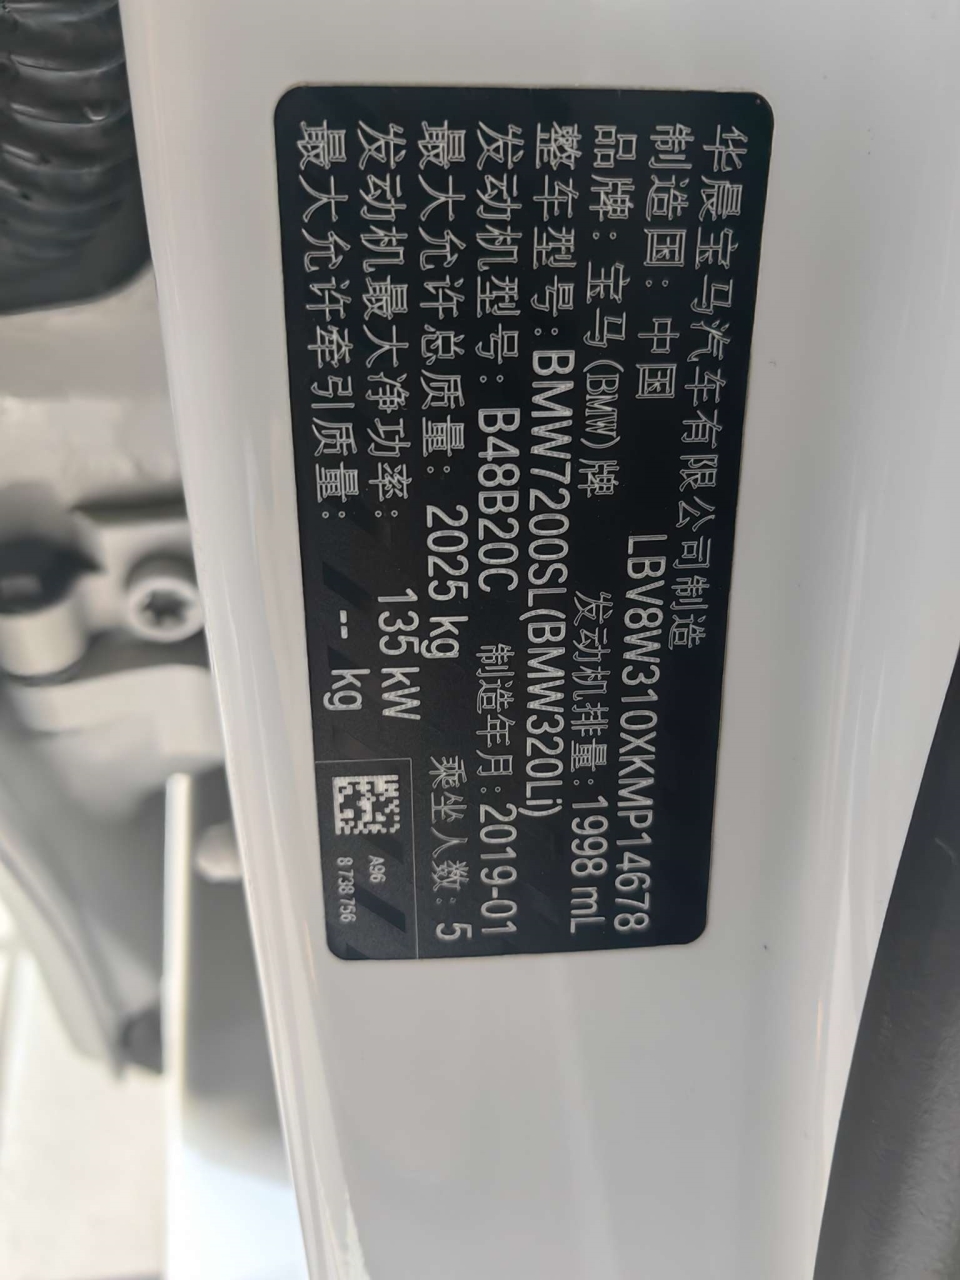 华晨宝马汽车有限公司制造
制造国：中国 LBV8W310XKMP14678
品牌：宝马(BMW)牌 发动机排量：1998 mL
整车型号：BMW7200SL(BMW320Li)
发动机型号：B48B20C 制造年月：2019-01
最大允许总质量：2025 kg 乘坐人数：5
发动机最大净功率：135 kW
最大允许牵引质量：-- kg
A96
8 738 756